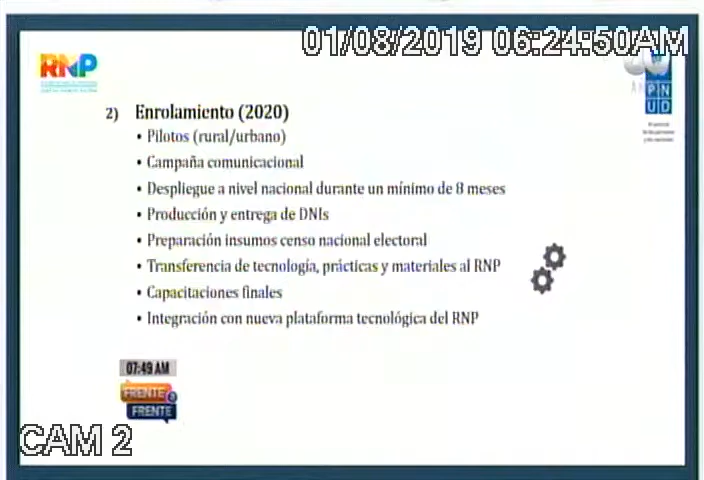 01/08/2019 06:24:50AM
RNP
PN
UD
2) Enrolamiento (2020)
• Pilotos (rural/urbano)
• Campaña comunicacional
• Despliegue a nivel nacional durante un mínimo de 8 meses
• Producción y entrega de DNIs
• Preparación insumos censo nacional electoral
• Transferencia de tecnología, prácticas y materiales al RNP
• Capacitaciones finales
• Integración con nueva plataforma tecnológica del RNP
07:49 AM
FRENTE a
FRENTE
CAM 2